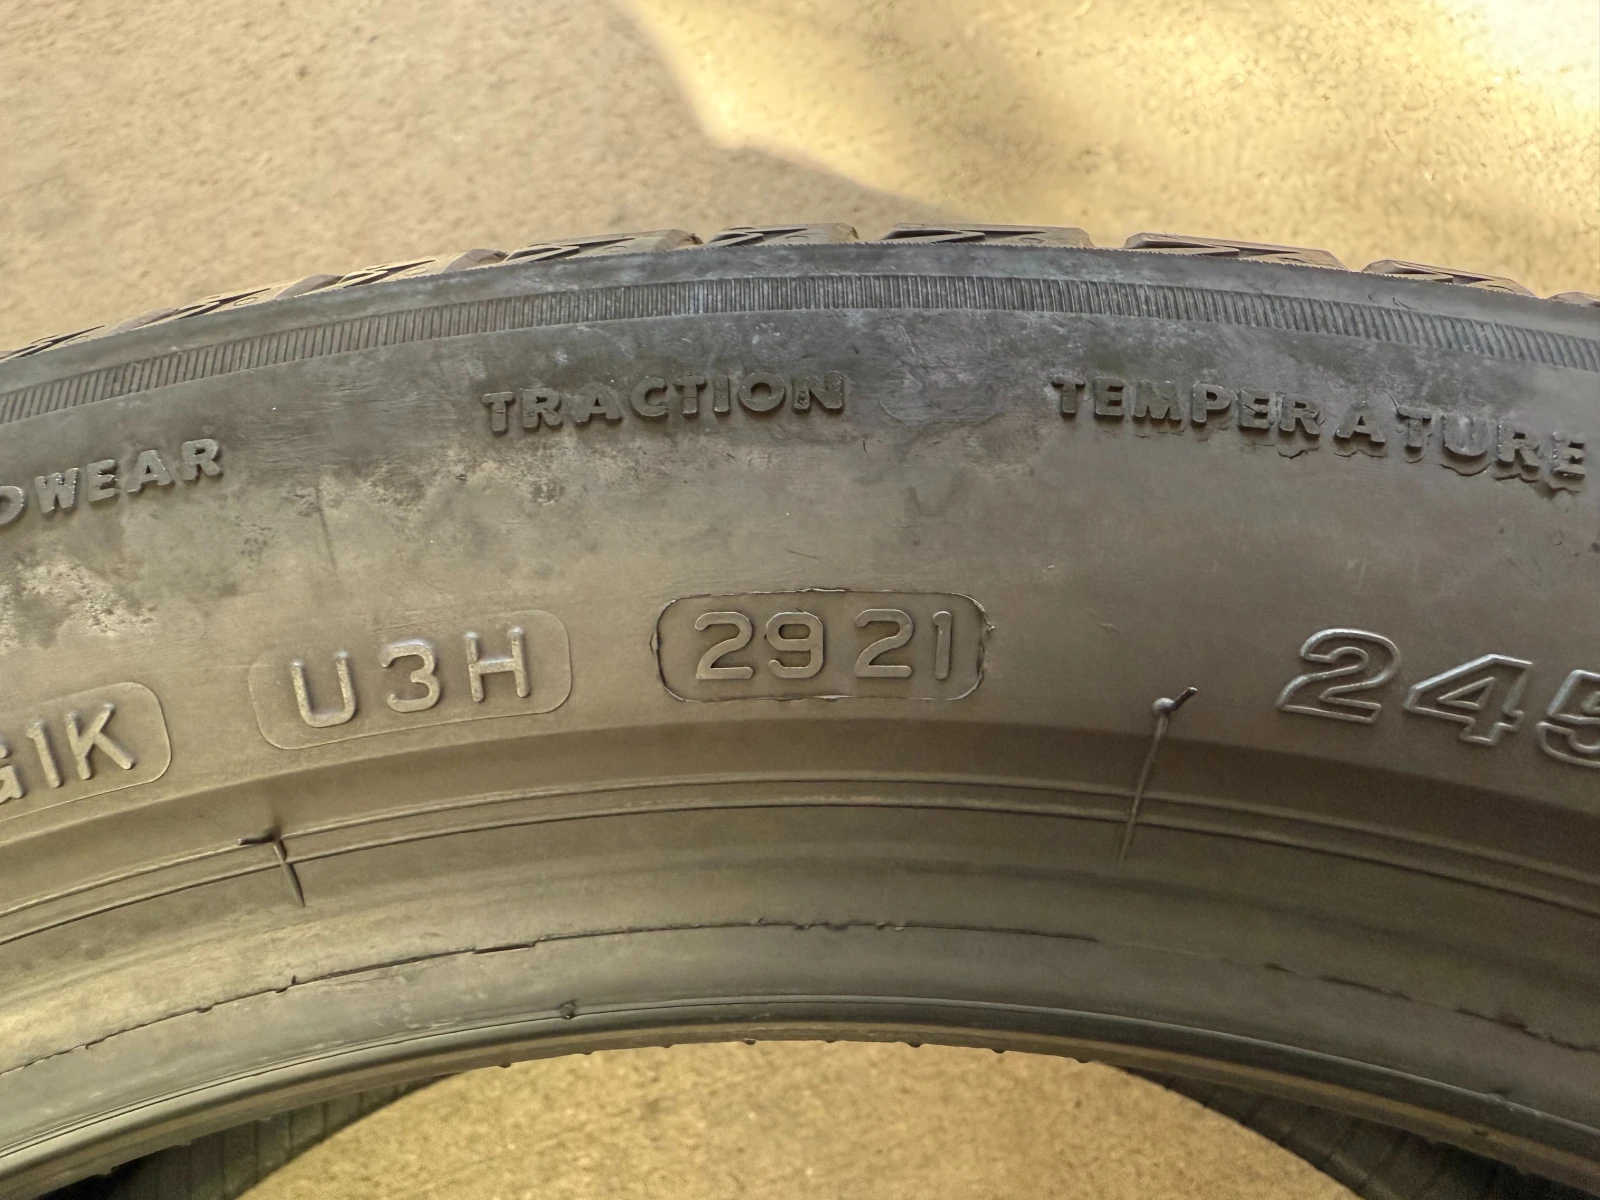 DWEAR TRACTION TEMPERATURE
G1K U3H 2921 245